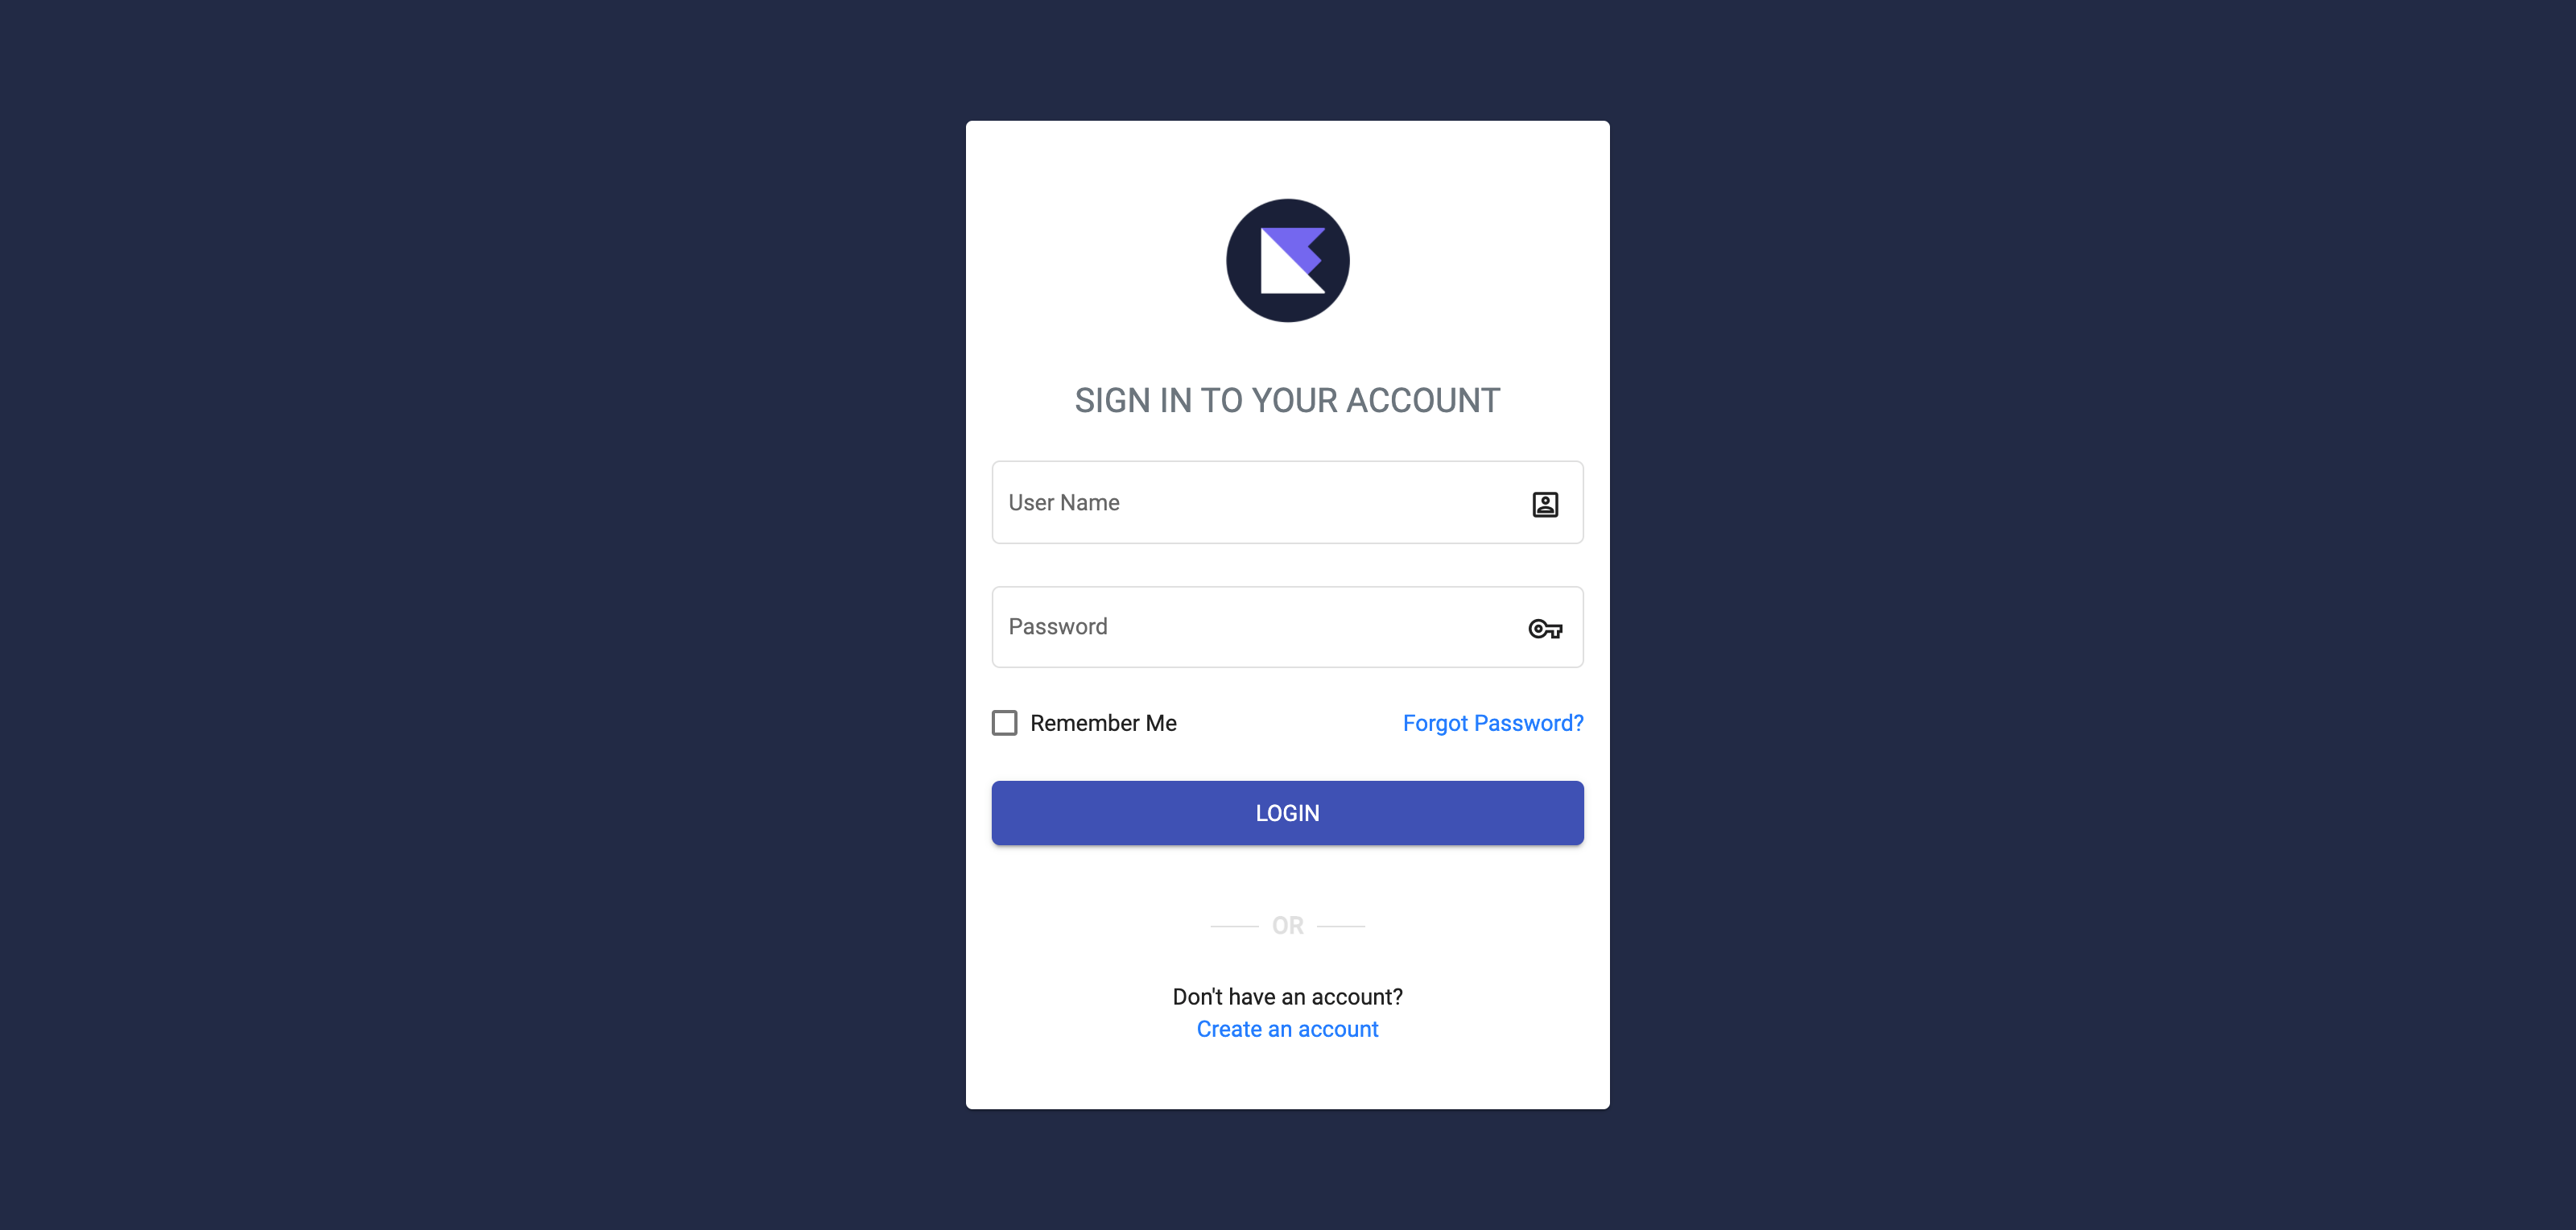 SIGN IN TO YOUR ACCOUNT
User Name
Password
Remember Me
Forgot Password?
LOGIN
OR
Don't have an account?
Create an account